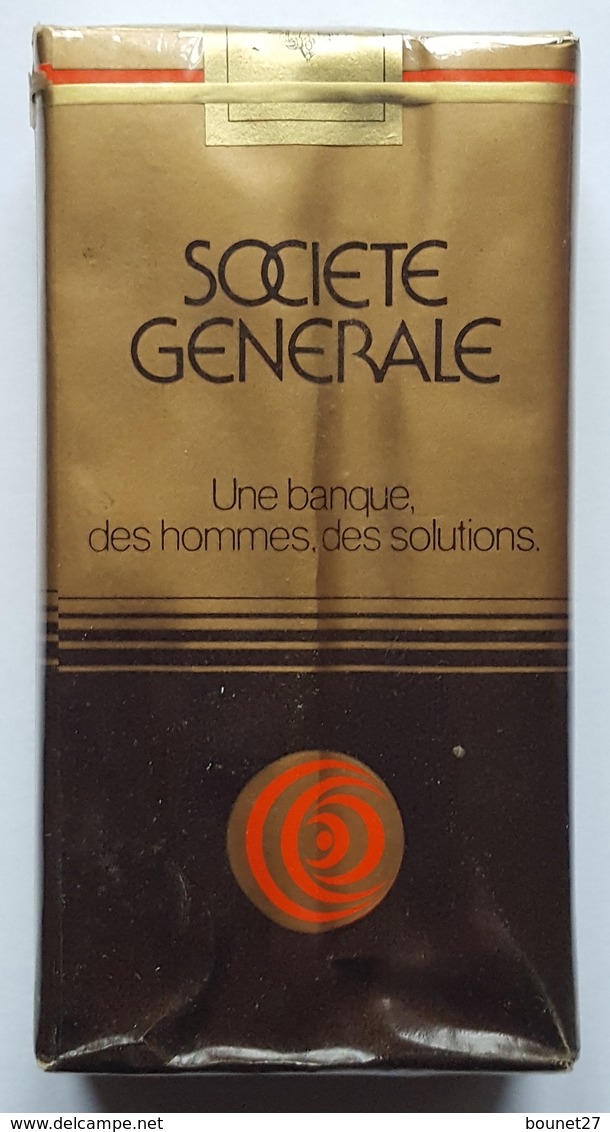 SOCIETE
GENERALE
Une banque,
des hommes, des solutions.
www.delcampe.net
bounet27